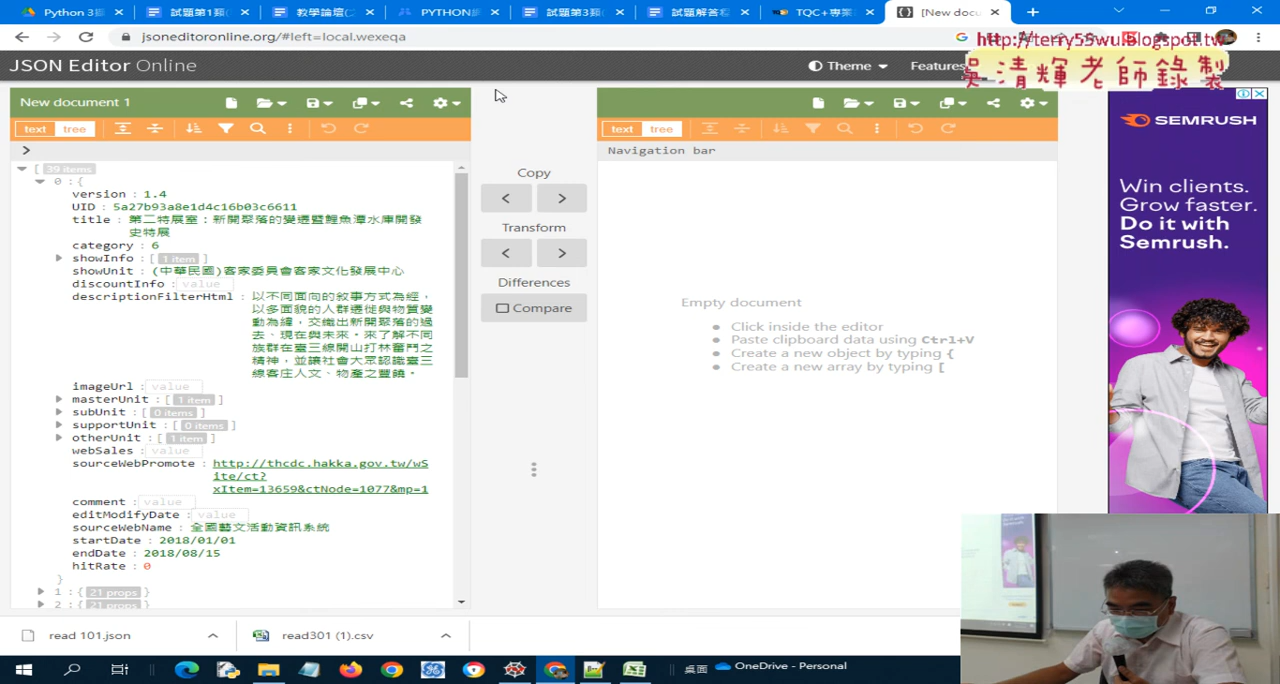 Python 3
試題第1類
教學論壇(
PYTHON
試題第3類
試題解答
TQC+專業
[New docu
jsoneditoronline.org/#left=local.wexeqa
http://terry55wu.blogspot.tw
吳清輝老師錄製
JSON Editor Online
Theme
Features
New document 1
text tree
text tree
Navigation bar
[ 39 items
0 : {
version : 1.4
UID : 5a27b93a8e1d4c16b03c6611
title : 第二特展室：新開聚落的變遷暨鯉魚潭水庫開發
史特展
category : 6
showInfo : [ 1 item ]
showUnit : (中華民國)客家委員會客家文化發展中心
discountInfo : value
descriptionFilterHtml : 以不同面向的敘事方式為經，
以多面貌的人群遷徙與物質變
動為緯，交織出新開聚落的過
去、現在與未來。來了解不同
族群在臺三線開山打林奮鬥之
精神，並讓社會大眾認識臺三
線客庄人文、物產之豐饒。
imageUrl : value
masterUnit : [ 1 item ]
subUnit : [ 0 items ]
supportUnit : [ 0 items ]
otherUnit : [ 1 item ]
webSales : value
sourceWebPromote : http://thcdc.hakka.gov.tw/wS
ite/ct?
xItem=13659&ctNode=1077&mp=1
comment : value
editModifyDate : value
sourceWebName : 全國藝文活動資訊系統
startDate : 2018/01/01
endDate : 2018/08/15
hitRate : 0
}
1 : { 21 props }
2 : { 21 props }
Copy
Transform
Differences
Compare
Empty document
Click inside the editor
Paste clipboard data using Ctrl+V
Create a new object by typing {
Create a new array by typing [
SEMRUSH
Win clients.
Grow faster.
Do it with
Semrush.
read 101.json
read301 (1).csv
桌面
OneDrive - Personal